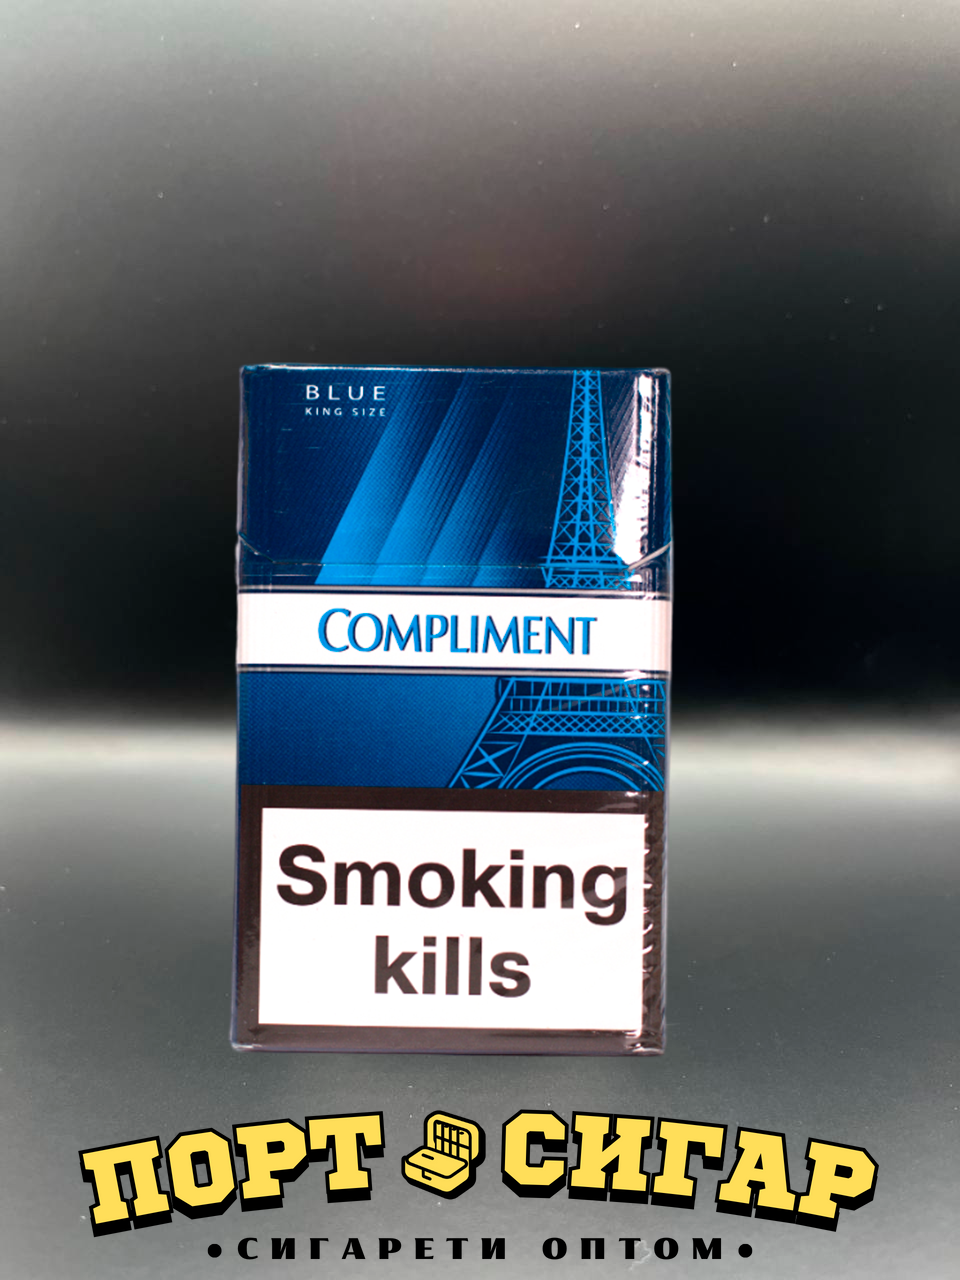 BLUE
KING SIZE
COMPLIMENT
Smoking
kills
ПОРТ СИГАР
•СИГАРЕТИ ОПТОМ•